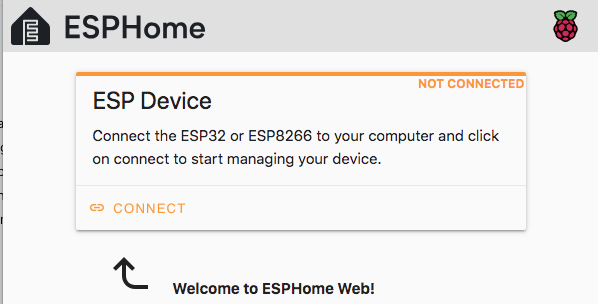 ESPHome
NOT CONNECTED
ESP Device
Connect the ESP32 or ESP8266 to your computer and click
on connect to start managing your device.
CONNECT
Welcome to ESPHome Web!